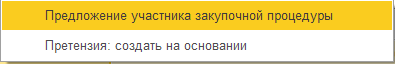 Предложение участника закупочной процедуры
Претензия: создать на основании